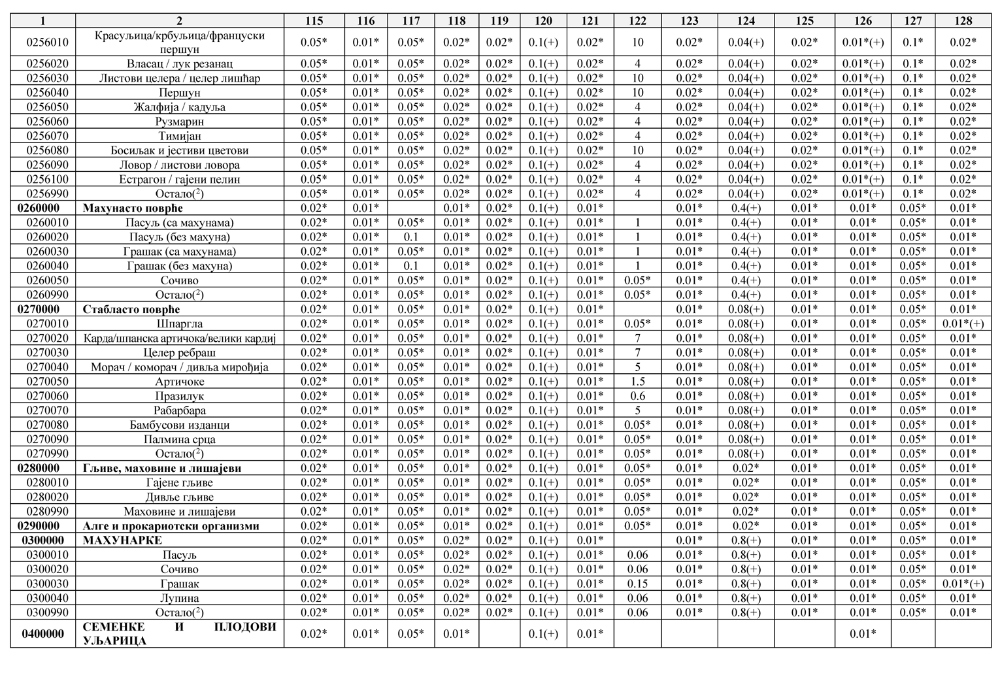 1 2 115 116 117 118 119 120 121 122 123 124 125 126 127 128
0256010 Красуљица/крбуљица/француски першун 0.05* 0.01* 0.05* 0.02* 0.02* 0.1(+) 0.02* 10 0.02* 0.04(+) 0.02* 0.01*(+) 0.1* 0.02*
0256020 Власац / лук резанац 0.05* 0.01* 0.05* 0.02* 0.02* 0.1(+) 0.02* 4 0.02* 0.04(+) 0.02* 0.01*(+) 0.1* 0.02*
0256030 Листови целера / целер лишћар 0.05* 0.01* 0.05* 0.02* 0.02* 0.1(+) 0.02* 10 0.02* 0.04(+) 0.02* 0.01*(+) 0.1* 0.02*
0256040 Першун 0.05* 0.01* 0.05* 0.02* 0.02* 0.1(+) 0.02* 10 0.02* 0.04(+) 0.02* 0.01*(+) 0.1* 0.02*
0256050 Жалфија / кадуља 0.05* 0.01* 0.05* 0.02* 0.02* 0.1(+) 0.02* 4 0.02* 0.04(+) 0.02* 0.01*(+) 0.1* 0.02*
0256060 Рузмарин 0.05* 0.01* 0.05* 0.02* 0.02* 0.1(+) 0.02* 4 0.02* 0.04(+) 0.02* 0.01*(+) 0.1* 0.02*
0256070 Тимијан 0.05* 0.01* 0.05* 0.02* 0.02* 0.1(+) 0.02* 4 0.02* 0.04(+) 0.02* 0.01*(+) 0.1* 0.02*
0256080 Босиљак и јестиви цветови 0.05* 0.01* 0.05* 0.02* 0.02* 0.1(+) 0.02* 10 0.02* 0.04(+) 0.02* 0.01*(+) 0.1* 0.02*
0256090 Ловор / листови ловора 0.05* 0.01* 0.05* 0.02* 0.02* 0.1(+) 0.02* 4 0.02* 0.04(+) 0.02* 0.01*(+) 0.1* 0.02*
0256100 Естрагон / гајени пелин 0.05* 0.01* 0.05* 0.02* 0.02* 0.1(+) 0.02* 4 0.02* 0.04(+) 0.02* 0.01*(+) 0.1* 0.02*
0256990 Остало(²) 0.05* 0.01* 0.05* 0.02* 0.02* 0.1(+) 0.02* 4 0.02* 0.04(+) 0.02* 0.01*(+) 0.1* 0.02*
0260000 Махунасто поврће 0.02* 0.01* 0.01* 0.02* 0.1(+) 0.01* 0.01* 0.4(+) 0.01* 0.01* 0.05* 0.01*
0260010 Пасуљ (са махунама) 0.02* 0.01* 0.05* 0.01* 0.02* 0.1(+) 0.01* 1 0.01* 0.4(+) 0.01* 0.01* 0.05* 0.01*
0260020 Пасуљ (без махуна) 0.02* 0.01* 0.1 0.01* 0.02* 0.1(+) 0.01* 1 0.01* 0.4(+) 0.01* 0.01* 0.05* 0.01*
0260030 Грашак (са махунама) 0.02* 0.01* 0.05* 0.01* 0.02* 0.1(+) 0.01* 1 0.01* 0.4(+) 0.01* 0.01* 0.05* 0.01*
0260040 Грашак (без махуна) 0.02* 0.01* 0.1 0.01* 0.02* 0.1(+) 0.01* 1 0.01* 0.4(+) 0.01* 0.01* 0.05* 0.01*
0260050 Сочиво 0.02* 0.01* 0.05* 0.01* 0.02* 0.1(+) 0.01* 0.05* 0.01* 0.4(+) 0.01* 0.01* 0.05* 0.01*
0260990 Остало(²) 0.02* 0.01* 0.05* 0.01* 0.02* 0.1(+) 0.01* 0.05* 0.01* 0.4(+) 0.01* 0.01* 0.05* 0.01*
0270000 Стабласто поврће 0.02* 0.01* 0.05* 0.01* 0.02* 0.1(+) 0.01* 0.01* 0.08(+) 0.01* 0.01* 0.05* 0.01*
0270010 Шпаргла 0.02* 0.01* 0.05* 0.01* 0.02* 0.1(+) 0.01* 0.05* 0.01* 0.08(+) 0.01* 0.01* 0.05* 0.01*(+)
0270020 Карда/шпанска артичока/велики кардиј 0.02* 0.01* 0.05* 0.01* 0.02* 0.1(+) 0.01* 7 0.01* 0.08(+) 0.01* 0.01* 0.05* 0.01*
0270030 Целер ребраш 0.02* 0.01* 0.05* 0.01* 0.02* 0.1(+) 0.01* 7 0.01* 0.08(+) 0.01* 0.01* 0.05* 0.01*
0270040 Морач / коморач / дивља мирођија 0.02* 0.01* 0.05* 0.01* 0.02* 0.1(+) 0.01* 5 0.01* 0.08(+) 0.01* 0.01* 0.05* 0.01*
0270050 Артичоке 0.02* 0.01* 0.05* 0.01* 0.02* 0.1(+) 0.01* 1.5 0.01* 0.08(+) 0.01* 0.01* 0.05* 0.01*
0270060 Празилук 0.02* 0.01* 0.05* 0.01* 0.02* 0.1(+) 0.01* 0.6 0.01* 0.08(+) 0.01* 0.01* 0.05* 0.01*
0270070 Рабарбара 0.02* 0.01* 0.05* 0.01* 0.02* 0.1(+) 0.01* 5 0.01* 0.08(+) 0.01* 0.01* 0.05* 0.01*
0270080 Бамбусови изданци 0.02* 0.01* 0.05* 0.01* 0.02* 0.1(+) 0.01* 0.05* 0.01* 0.08(+) 0.01* 0.01* 0.05* 0.01*
0270090 Палмина срца 0.02* 0.01* 0.05* 0.01* 0.02* 0.1(+) 0.01* 0.05* 0.01* 0.08(+) 0.01* 0.01* 0.05* 0.01*
0270990 Остало(²) 0.02* 0.01* 0.05* 0.01* 0.02* 0.1(+) 0.01* 0.05* 0.01* 0.08(+) 0.01* 0.01* 0.05* 0.01*
0280000 Гљиве, маховине и лишајеви 0.02* 0.01* 0.05* 0.01* 0.02* 0.1(+) 0.01* 0.05* 0.01* 0.02* 0.01* 0.01* 0.05* 0.01*
0280010 Гајене гљиве 0.02* 0.01* 0.05* 0.01* 0.02* 0.1(+) 0.01* 0.05* 0.01* 0.02* 0.01* 0.01* 0.05* 0.01*
0280020 Дивље гљиве 0.02* 0.01* 0.05* 0.01* 0.02* 0.1(+) 0.01* 0.05* 0.01* 0.02* 0.01* 0.01* 0.05* 0.01*
0280990 Маховине и лишајеви 0.02* 0.01* 0.05* 0.01* 0.02* 0.1(+) 0.01* 0.05* 0.01* 0.02* 0.01* 0.01* 0.05* 0.01*
0290000 Алге и прокариотски организми 0.02* 0.01* 0.05* 0.01* 0.02* 0.1(+) 0.01* 0.05* 0.01* 0.02* 0.01* 0.01* 0.05* 0.01*
0300000 МАХУНАРКЕ 0.02* 0.01* 0.05* 0.02* 0.02* 0.1(+) 0.01* 0.01* 0.8(+) 0.01* 0.01* 0.05* 0.01*
0300010 Пасуљ 0.02* 0.01* 0.05* 0.02* 0.02* 0.1(+) 0.01* 0.06 0.01* 0.8(+) 0.01* 0.01* 0.05* 0.01*
0300020 Сочиво 0.02* 0.01* 0.05* 0.02* 0.02* 0.1(+) 0.01* 0.06 0.01* 0.8(+) 0.01* 0.01* 0.05* 0.01*
0300030 Грашак 0.02* 0.01* 0.05* 0.02* 0.02* 0.1(+) 0.01* 0.15 0.01* 0.8(+) 0.01* 0.01* 0.05* 0.01*(+)
0300040 Лупина 0.02* 0.01* 0.05* 0.02* 0.02* 0.1(+) 0.01* 0.06 0.01* 0.8(+) 0.01* 0.01* 0.05* 0.01*
0300990 Остало(²) 0.02* 0.01* 0.05* 0.02* 0.02* 0.1(+) 0.01* 0.06 0.01* 0.8(+) 0.01* 0.01* 0.05* 0.01*
0400000 СЕМЕНКЕ И ПЛОДОВИ УЉАРИЦА 0.02* 0.01* 0.05* 0.01* 0.1(+) 0.01* 0.01*